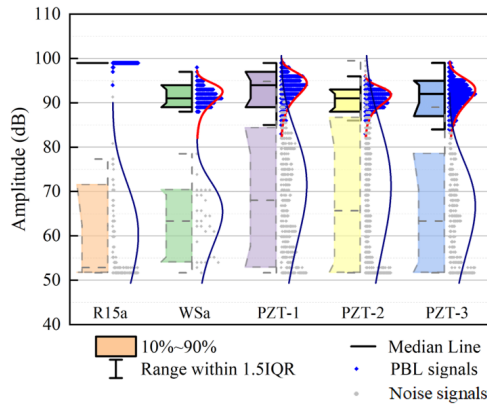 110
100
90
80
70
60
50
40
Amplitude (dB)
R15a WSa PZT-1 PZT-2 PZT-3
10%~90% Median Line
Range within 1.5IQR PBL signals
Noise signals